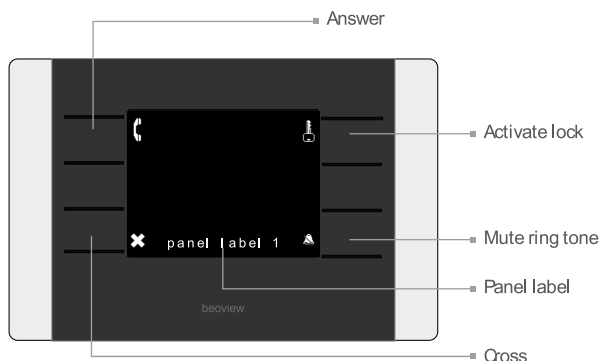 Answer
Activate lock
panel label 1
Mute ring tone
Panel label
beoview
Cross